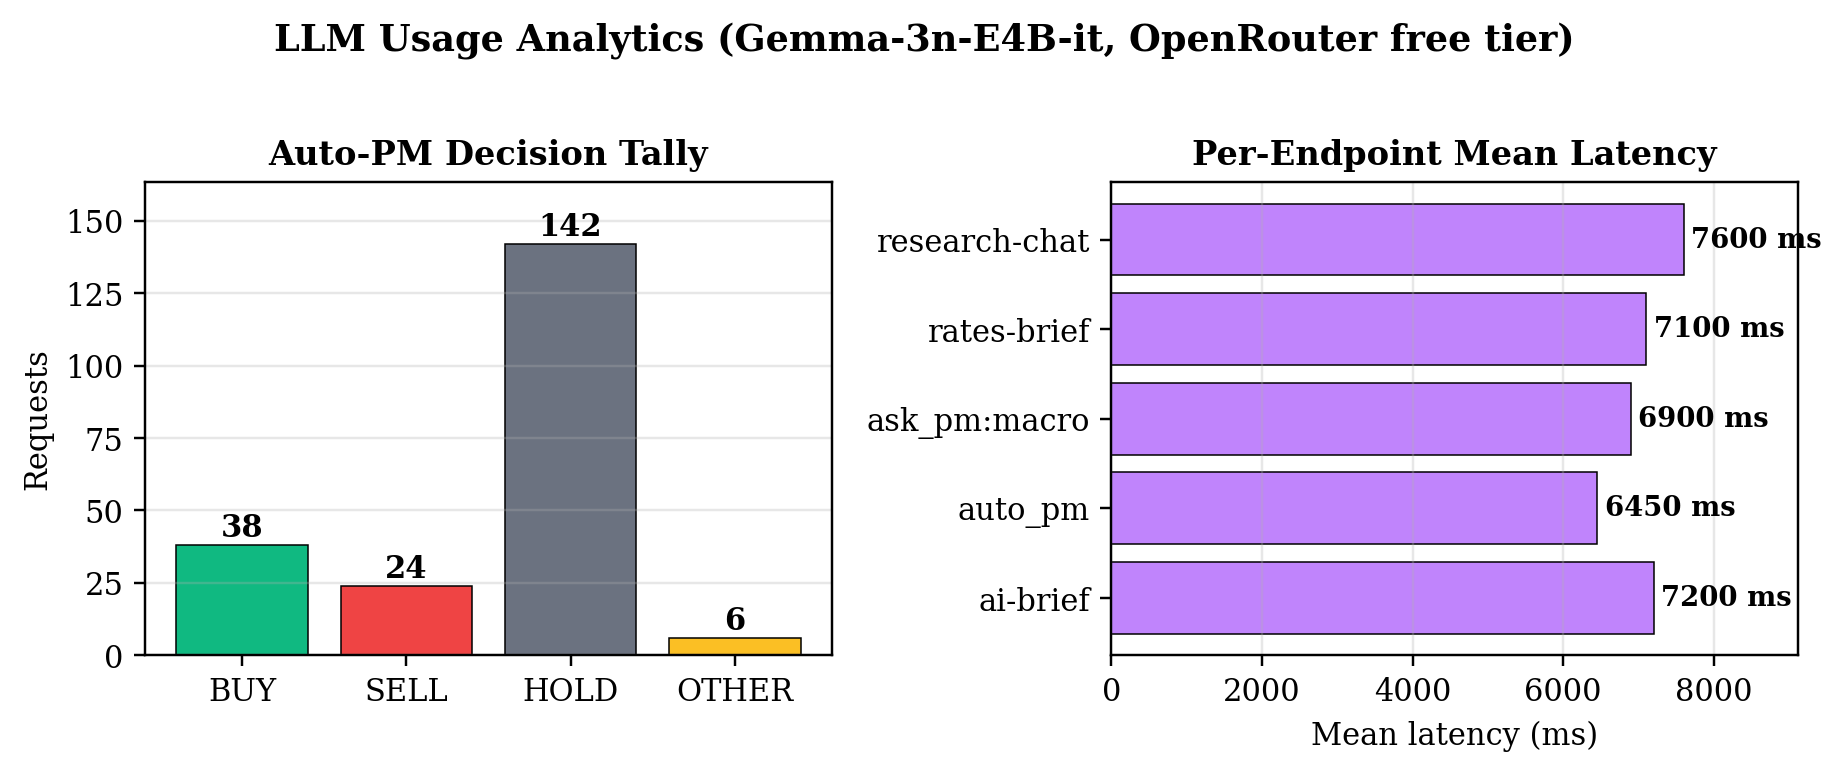 LLM Usage Analytics (Gemma-3n-E4B-it, OpenRouter free tier)
Auto-PM Decision Tally
Requests
150
125
100
75
50
25
0
38
24
142
6
BUY SELL HOLD OTHER
Per-Endpoint Mean Latency
research-chat 7600 ms
rates-brief 7100 ms
ask_pm:macro 6900 ms
auto_pm 6450 ms
ai-brief 7200 ms
0 2000 4000 6000 8000
Mean latency (ms)